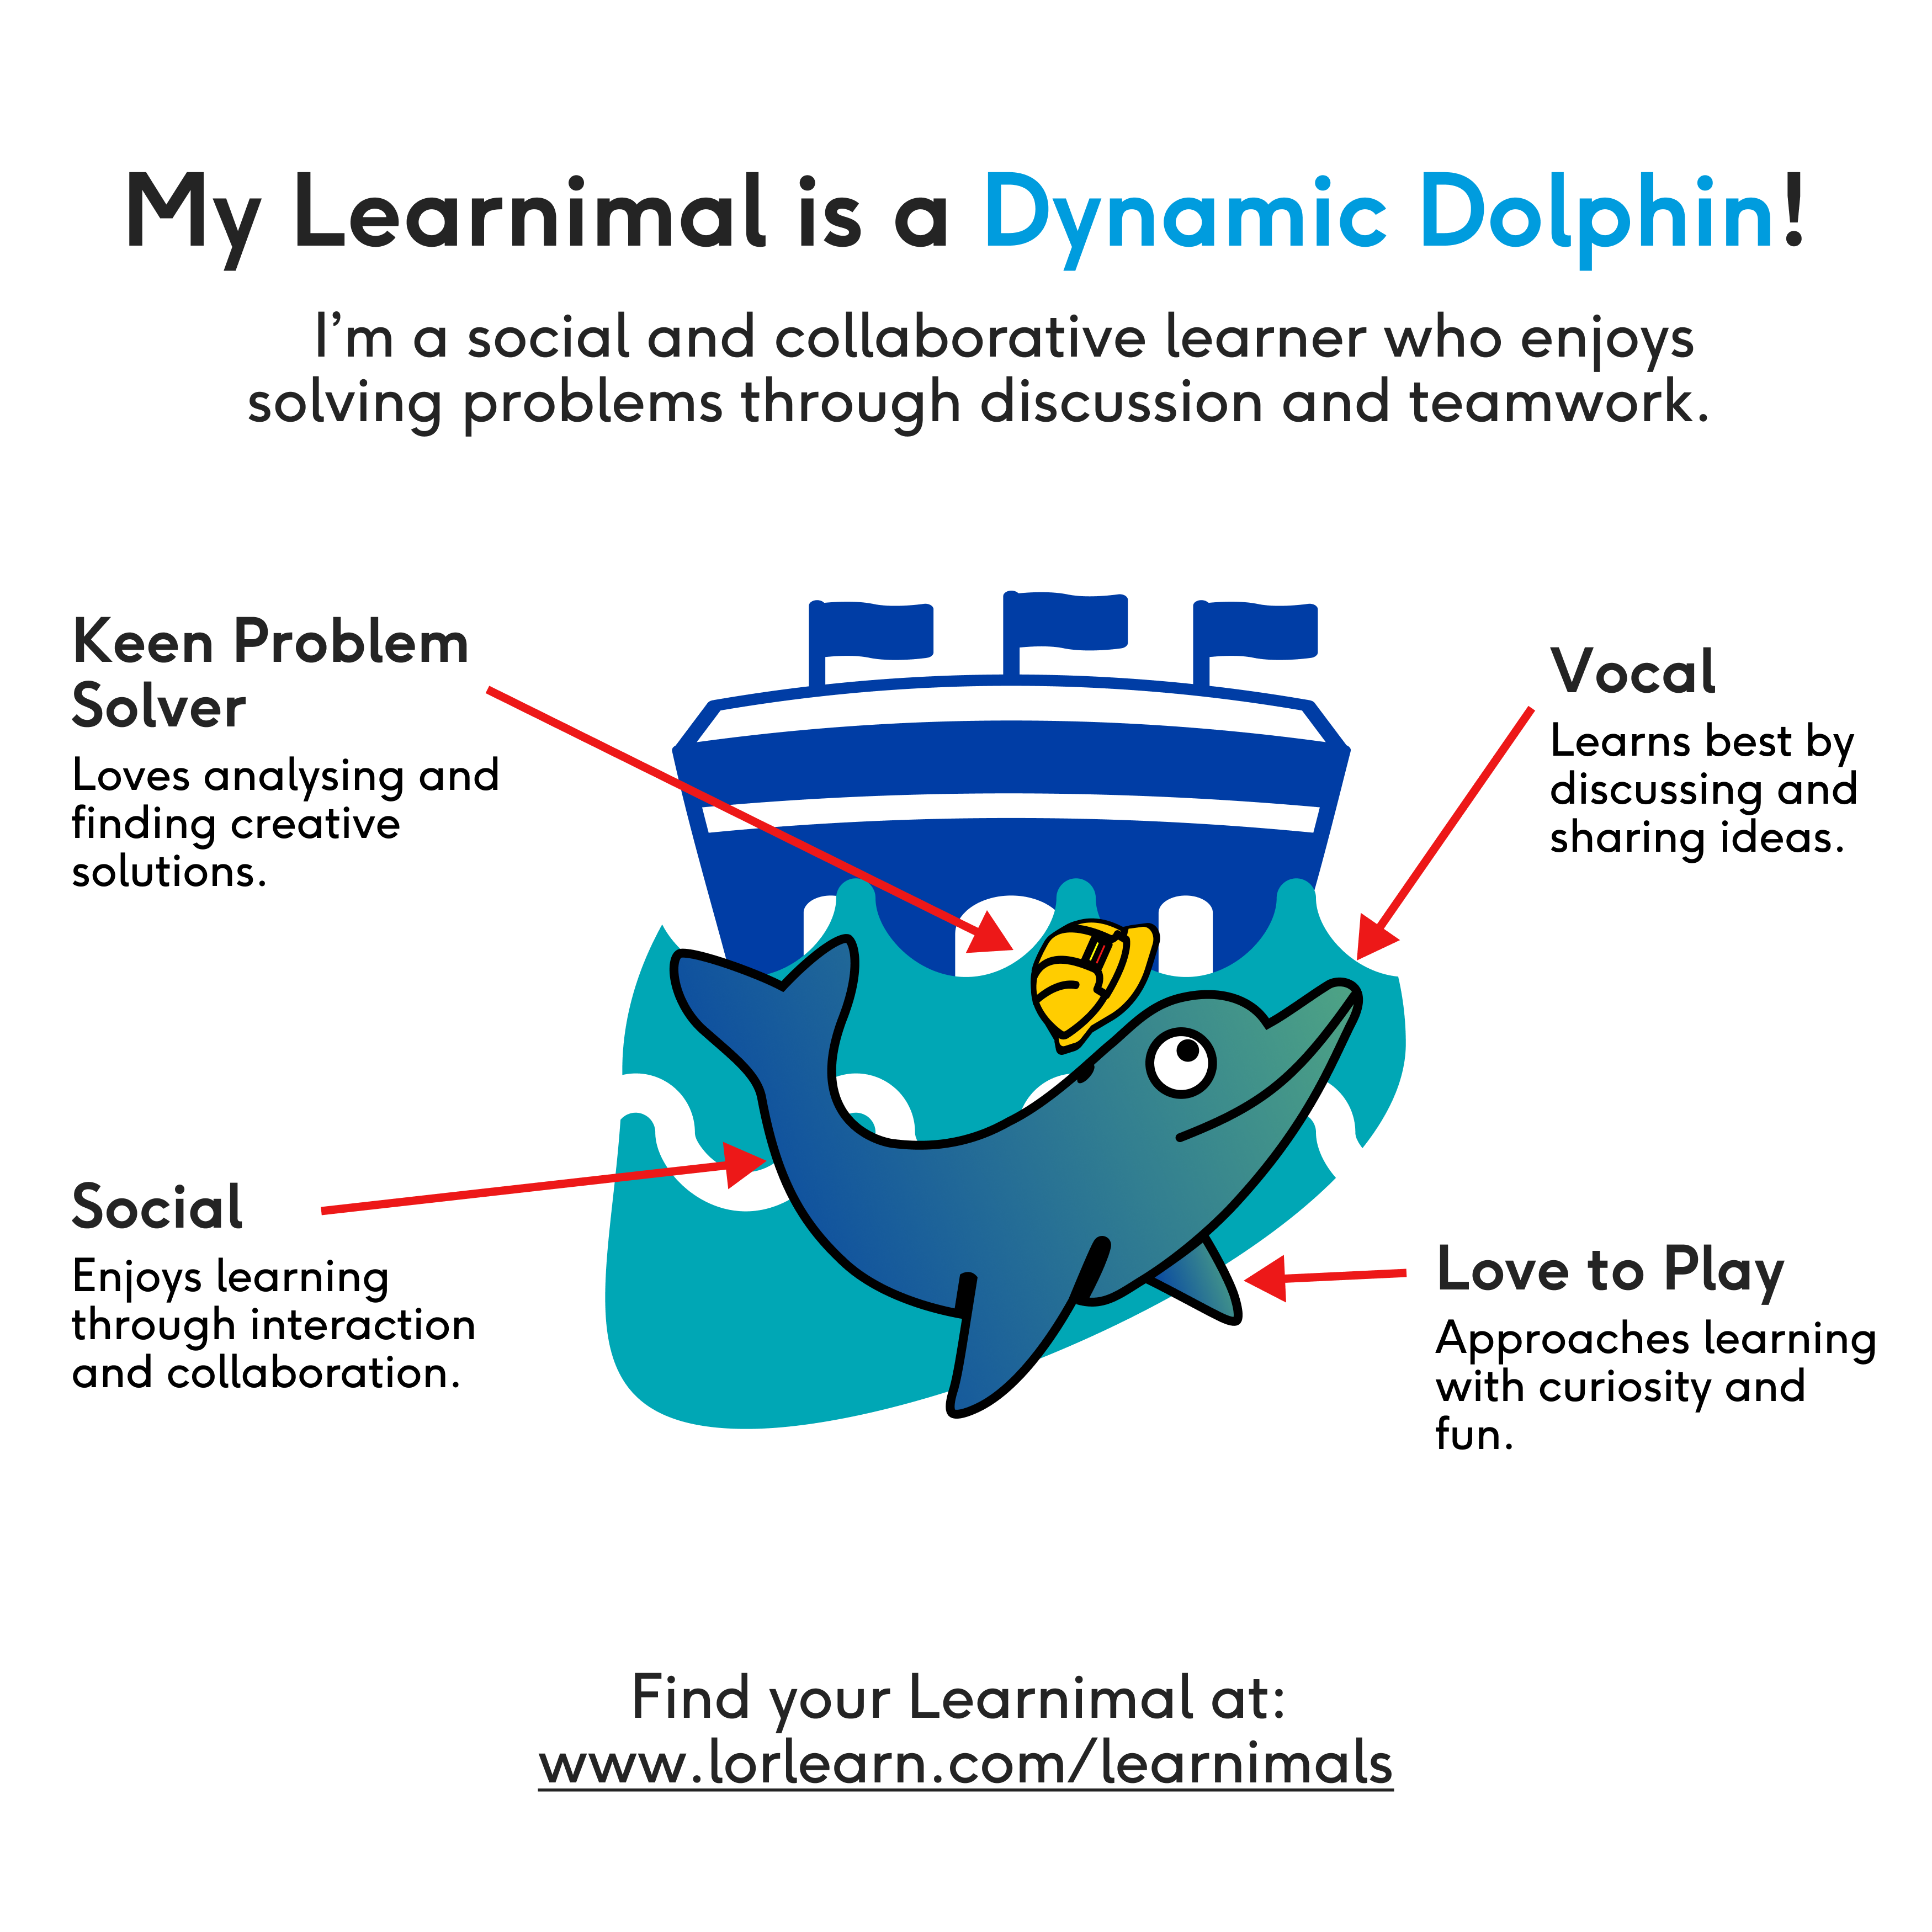 My Learnimal is a Dynamic Dolphin!
I'm a social and collaborative learner who enjoys
solving problems through discussion and teamwork.
Keen Problem
Solver
Loves analysing and
finding creative
solutions.
Vocal
Learns best by
discussing and
sharing ideas.
Social
Enjoys learning
through interaction
and collaboration.
Love to Play
Approaches learning
with curiosity and
fun.
Find your Learnimal at:
www.lorlearn.com/learnimals